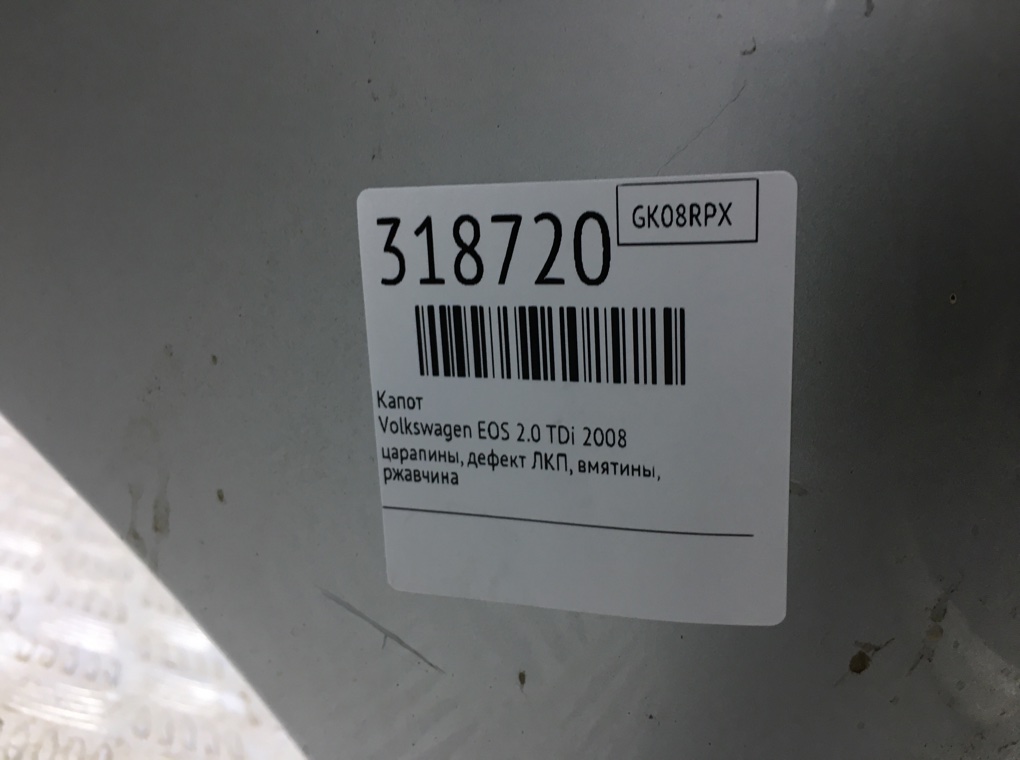 318720
GK08RPX
Капот
Volkswagen EOS 2.0 TDi 2008
царапины, дефект ЛКП, вмятины,
ржавчина